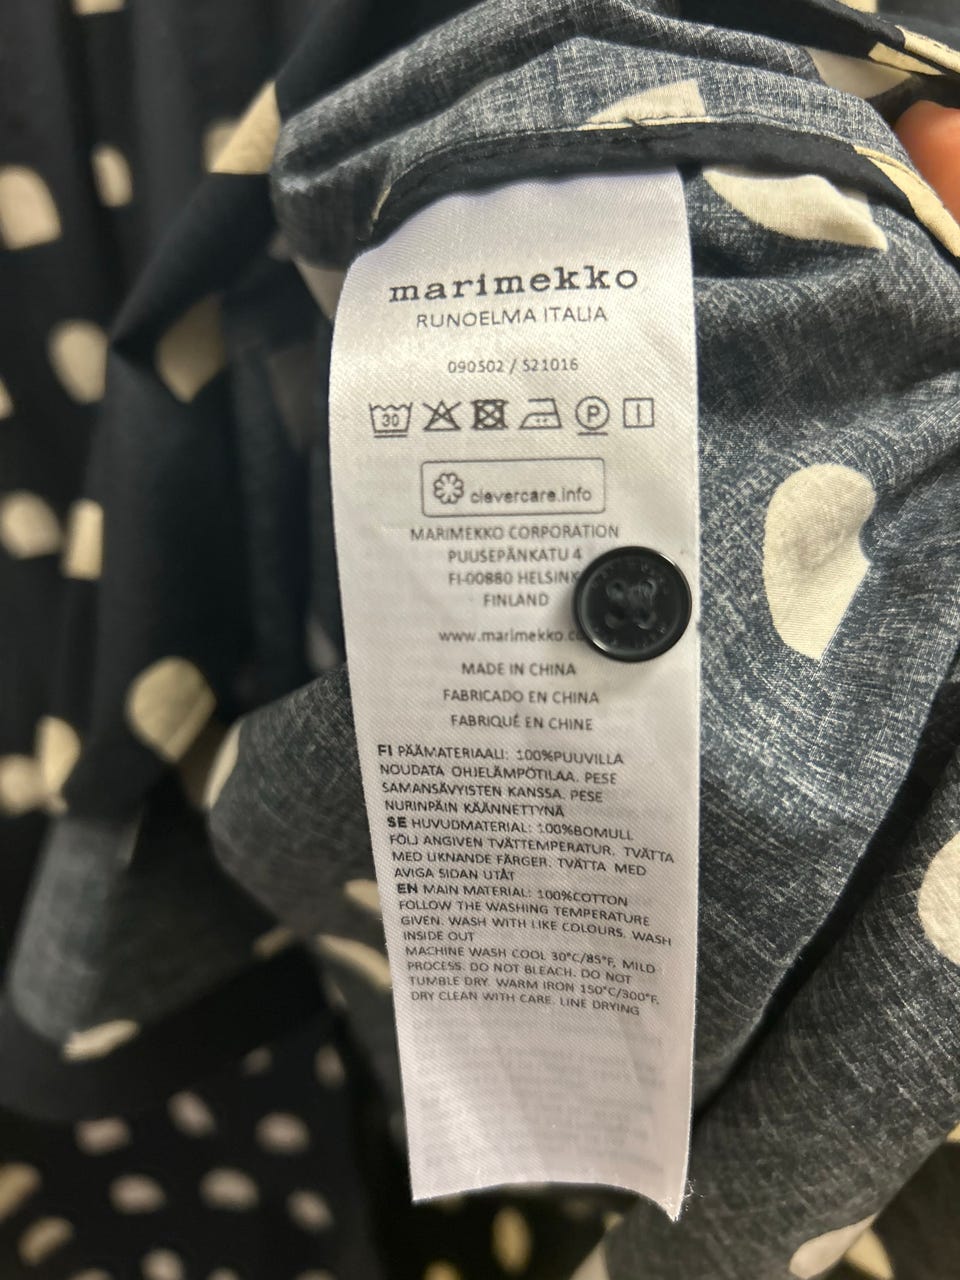 marimekko
RUNOELMA ITALIA
090502 / 521016
30 P
clevercare.info
MARIMEKKO CORPORATION
PUUSEPÄNKATU 4
FI-00880 HELSINK
FINLAND
www.marimekko.co
MADE IN CHINA
FABRICADO EN CHINA
FABRIQUÉ EN CHINE
FI PÄÄMATERIAALI: 100%PUUVILLA
NOUDATA OHJELÄMPÖTILAA. PESE
SAMANSÄVYISTEN KANSSA. PESE
NURINPÄIN KÄÄNNETTYNÄ
SE HUVUDMATERIAL: 100%BOMULL
FÖLJ ANGIVEN TVÄTTEMPERATUR. TVÄTTA
MED LIKNANDE FÄRGER. TVÄTTA MED
AVIGA SIDAN UTÅT
EN MAIN MATERIAL: 100%COTTON
FOLLOW THE WASHING TEMPERATURE
GIVEN. WASH WITH LIKE COLOURS. WASH
INSIDE OUT
MACHINE WASH COOL 30°C/85°F, MILD
PROCESS. DO NOT BLEACH. DO NOT
TUMBLE DRY. WARM IRON 150°C/300°F.
DRY CLEAN WITH CARE. LINE DRYING